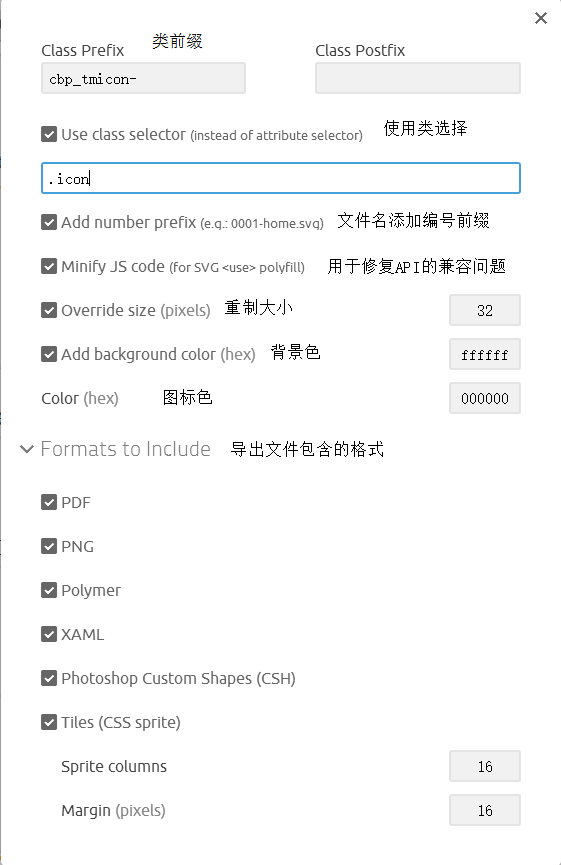 Class Prefix 类前缀 Class Postfix
cbp_tmicon-
Use class selector (instead of attribute selector) 使用类选择
.icon
Add number prefix (e.g.: 0001-home.svg) 文件名添加编号前缀
Minify JS code (for SVG <use> polyfill) 用于修复API的兼容问题
Override size (pixels) 重制大小 32
Add background color (hex) 背景色 ffffff
Color (hex) 图标色 000000
Formats to Include 导出文件包含的格式
PDF
PNG
Polymer
XAML
Photoshop Custom Shapes (CSH)
Tiles (CSS sprite)
Sprite columns 16
Margin (pixels) 16